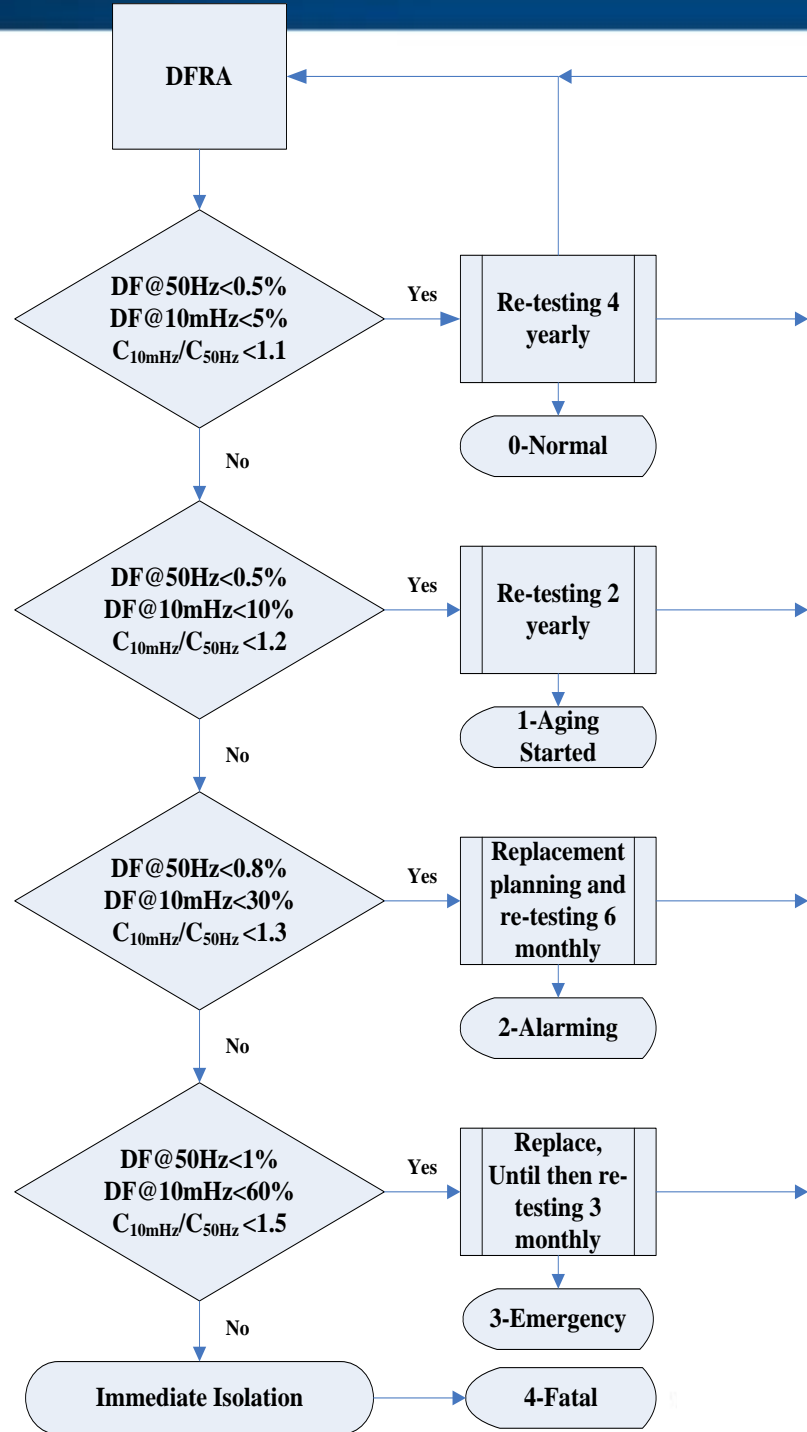 DFRA
DF@50Hz<0.5%
DF@10mHz<5%
C10mHz/C50Hz <1.1
Yes
Re-testing 4
yearly
0-Normal
No
DF@50Hz<0.5%
DF@10mHz<10%
C10mHz/C50Hz <1.2
Yes
Re-testing 2
yearly
1-Aging
Started
No
DF@50Hz<0.8%
DF@10mHz<30%
C10mHz/C50Hz <1.3
Yes
Replacement
planning and
re-testing 6
monthly
2-Alarming
No
DF@50Hz<1%
DF@10mHz<60%
C10mHz/C50Hz <1.5
Yes
Replace,
Until then re-
testing 3
monthly
3-Emergency
No
Immediate Isolation
4-Fatal